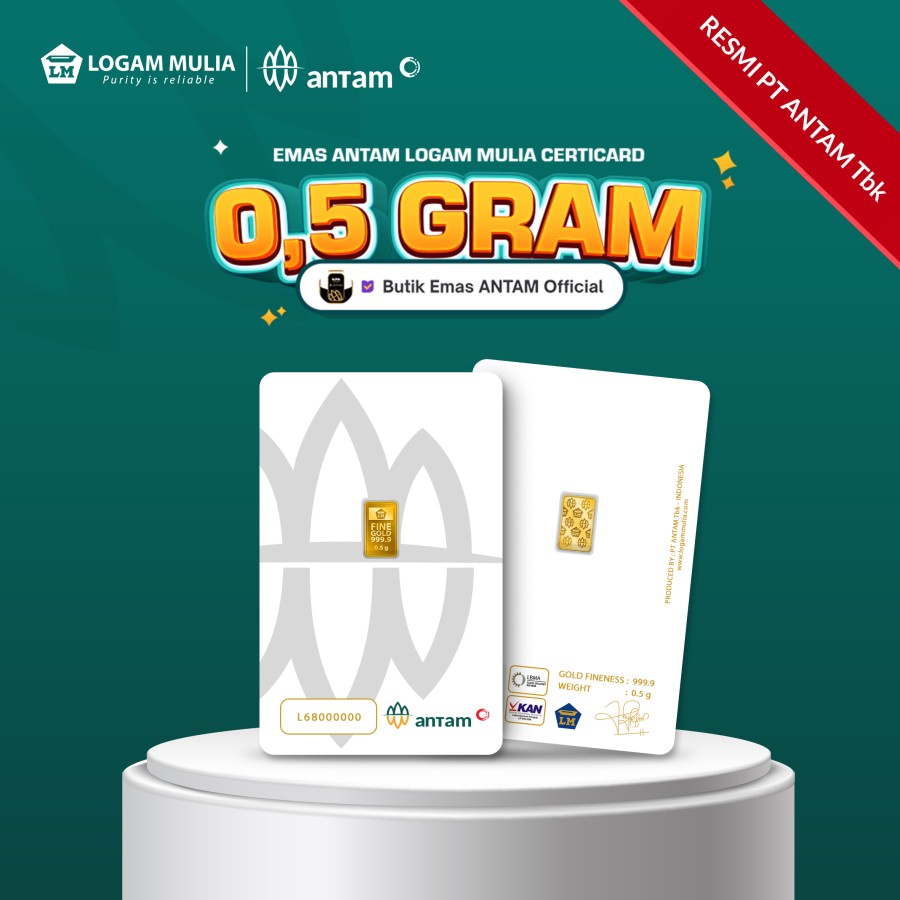 LOGAM MULIA
Purity is reliable
antam
RESMI PT ANTAM Tbk
EMAS ANTAM LOGAM MULIA CERTICARD
0,5 GRAM
Butik Emas ANTAM Official
LM
FINE
GOLD
999.9
0.5 g
L68000000
antam
PRODUCED BY : PT ANTAM Tbk - INDONESIA
www.logammulia.com
LBMA
GOLD FINENESS : 999.9
WEIGHT : 0.5 g
KAN
LM